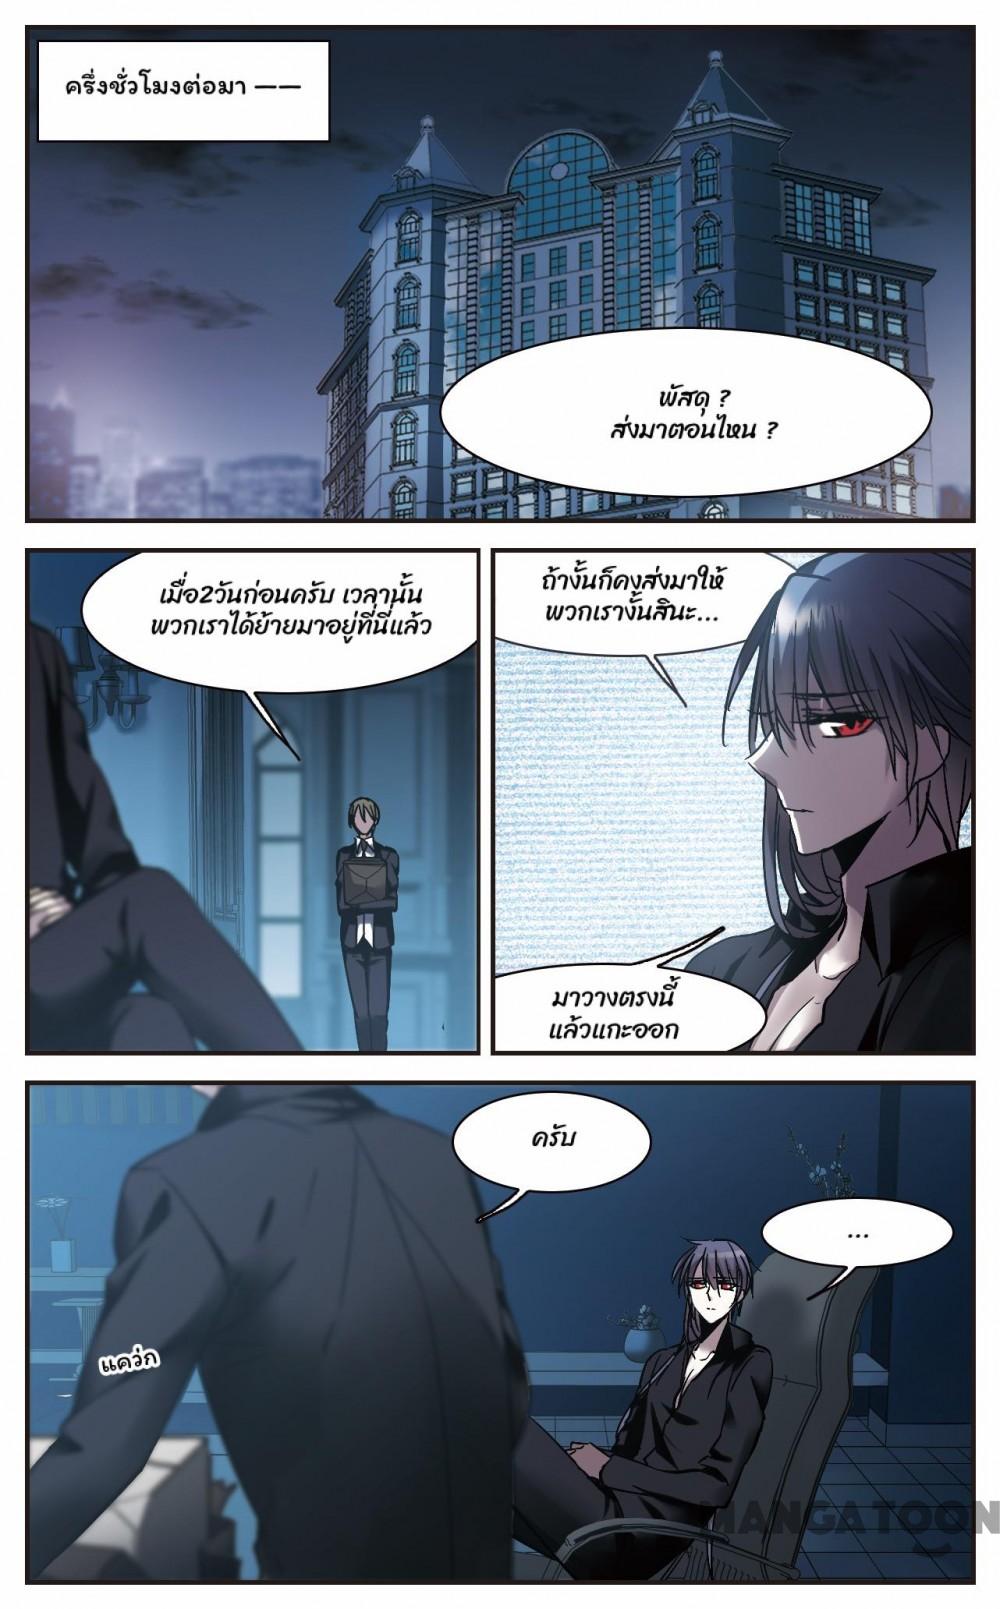 ครึ่งชั่วโมงต่อมา ——
พัสดุ ?
ส่งมาตอนไหน ?
เมื่อ2วันก่อนครับ เวลานั้น
พวกเราได้ย้ายมาอยู่ที่นี่แล้ว
ถ้างั้นก็คงส่งมาให้
พวกเรางั้นสินะ...
มาวางตรงนี้
แล้วแกะออก
ครับ
...
แคว่ก
MANGATOON